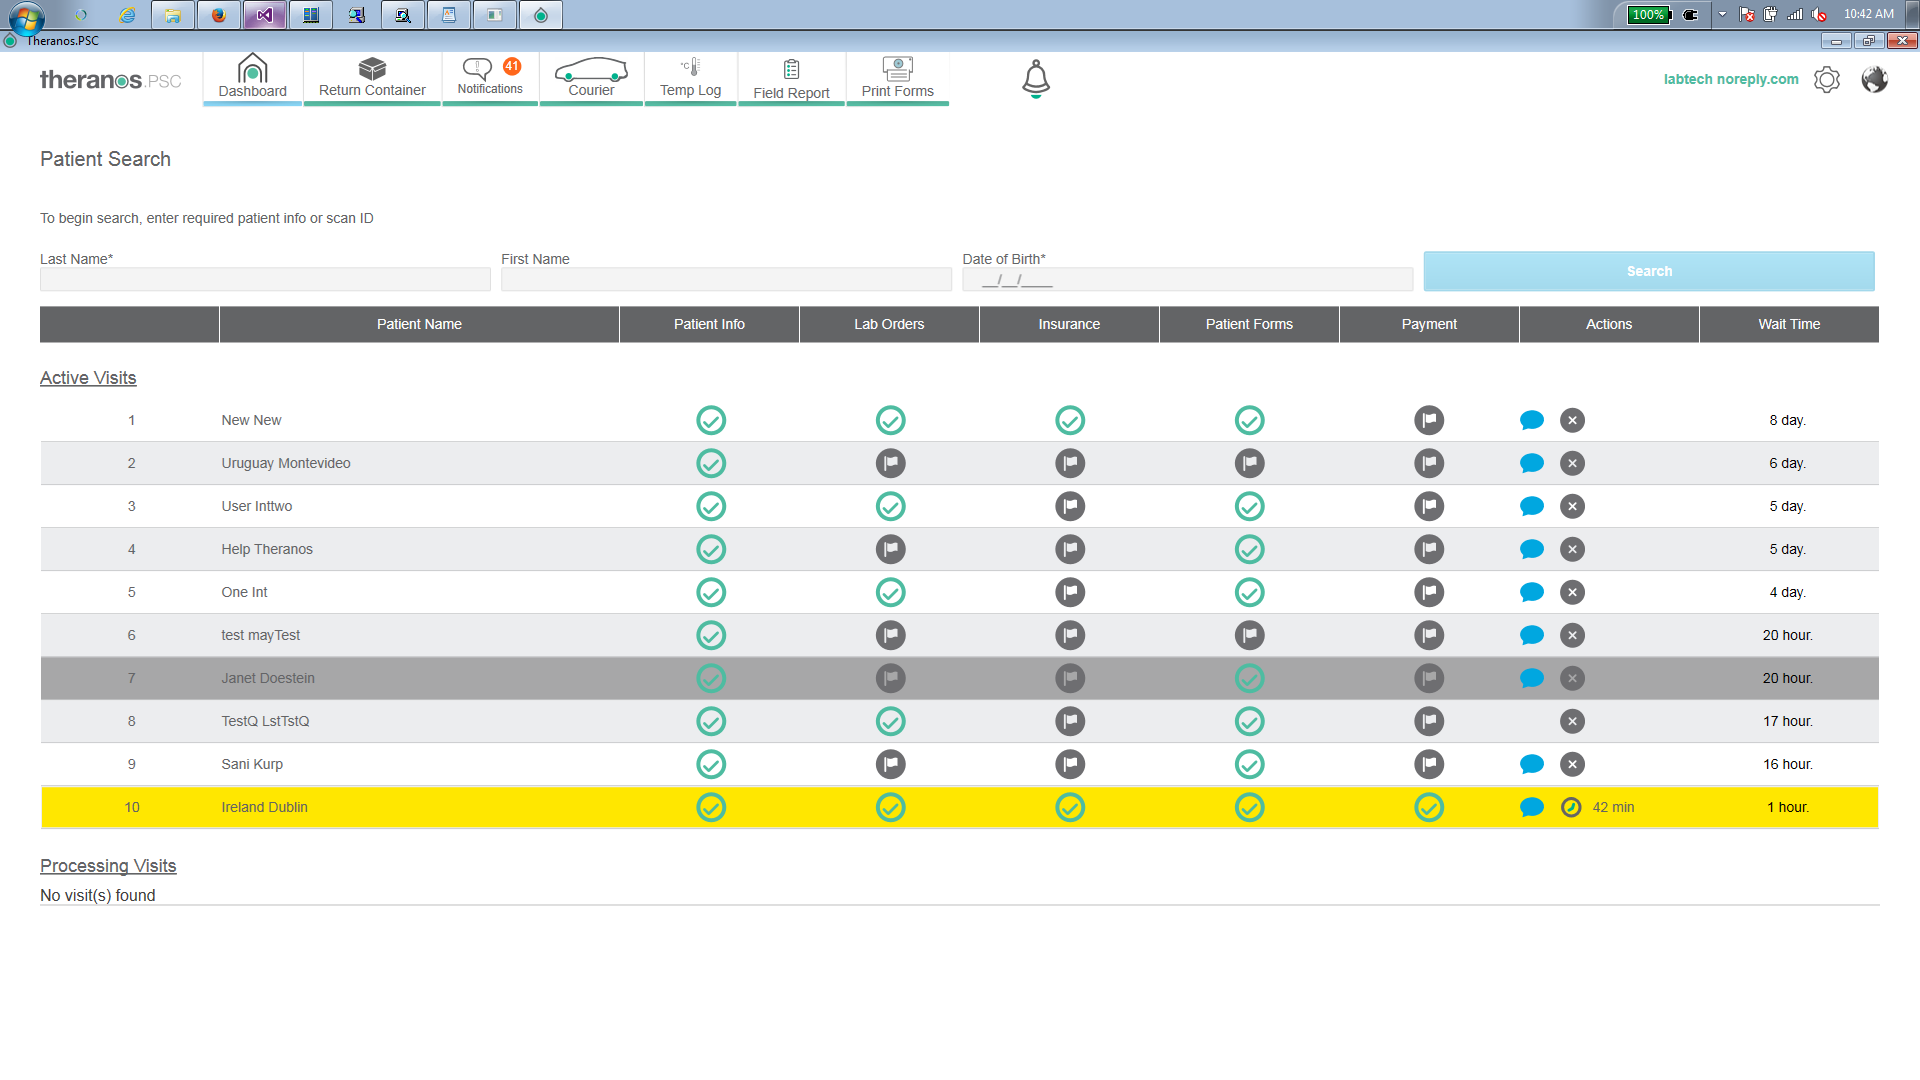 100%
10:42 AM
Theranos.PSC
theranos.PSC
Dashboard
Return Container
41
Notifications
Courier
°C
Temp Log
Field Report
Print Forms
labtech noreply.com
Patient Search
To begin search, enter required patient info or scan ID
Last Name*
First Name
Date of Birth*
__/__/____
Search
Patient Name Patient Info Lab Orders Insurance Patient Forms Payment Actions Wait Time
Active Visits
1 New New 8 day.
2 Uruguay Montevideo 6 day.
3 User Inttwo 5 day.
4 Help Theranos 5 day.
5 One Int 4 day.
6 test mayTest 20 hour.
7 Janet Doestein 20 hour.
8 TestQ LstTstQ 17 hour.
9 Sani Kurp 16 hour.
10 Ireland Dublin 42 min 1 hour.
Processing Visits
No visit(s) found